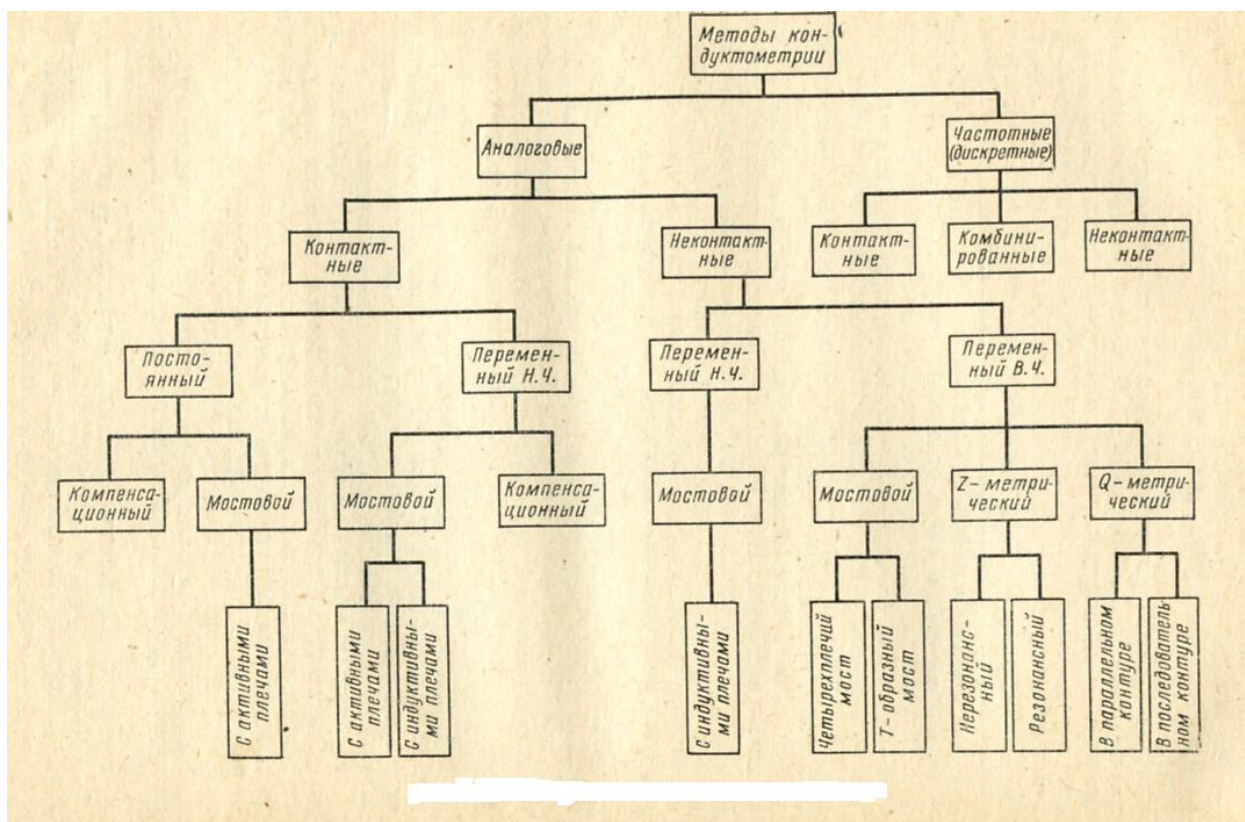 Методы кон-
дуктометрии
Аналоговые
Частотные
(дискретные)
Контакт-
ные
Неконтакт-
ные
Контакт-
ные
Комбини-
рованные
Неконтакт-
ные
Посто-
янный
Перемен-
ный Н.Ч.
Перемен-
ный Н.Ч.
Перемен-
ный В.Ч.
Компенса-
ционный
Мостовой
Мостовой
Компенса-
ционный
Мостовой
Мостовой
Z-метри-
ческий
Q-мет-
рический
С активными
плечами
С активными
плечами
С индуктивны-
ми плечами
С индуктивны-
ми плечами
Четырехплечий
мост
Т-образный
мост
Нерезонанс-
ный
Резонансный
В параллельном
контуре
В последователь
ном контуре